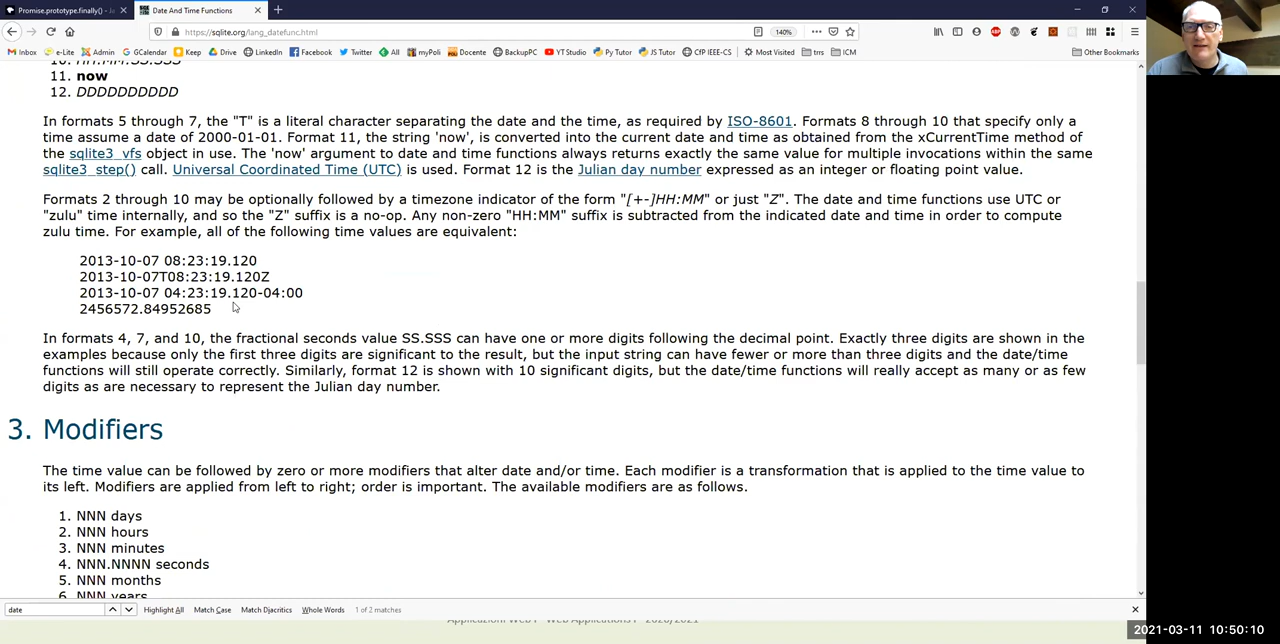 Promise.prototype.finally() - Ja
Date And Time Functions
https://sqlite.org/lang_datefunc.html
140%
Inbox
e-Lite
Admin
GCalendar
Keep
Drive
LinkedIn
Facebook
Twitter
All
myPoli
Docente
BackupPC
YT Studio
Py Tutor
JS Tutor
CfP IEEE-CS
Most Visited
trns
ICM
Other Bookmarks
10. HH:MM:SS.SSS
11. now
12. DDDDDDDDDD
In formats 5 through 7, the "T" is a literal character separating the date and the time, as required by ISO-8601. Formats 8 through 10 that specify only a
time assume a date of 2000-01-01. Format 11, the string 'now', is converted into the current date and time as obtained from the xCurrentTime method of
the sqlite3_vfs object in use. The 'now' argument to date and time functions always returns exactly the same value for multiple invocations within the same
sqlite3_step() call. Universal Coordinated Time (UTC) is used. Format 12 is the Julian day number expressed as an integer or floating point value.
Formats 2 through 10 may be optionally followed by a timezone indicator of the form "[+-]HH:MM" or just "Z". The date and time functions use UTC or
"zulu" time internally, and so the "Z" suffix is a no-op. Any non-zero "HH:MM" suffix is subtracted from the indicated date and time in order to compute
zulu time. For example, all of the following time values are equivalent:
2013-10-07 08:23:19.120
2013-10-07T08:23:19.120Z
2013-10-07 04:23:19.120-04:00
2456572.84952685
In formats 4, 7, and 10, the fractional seconds value SS.SSS can have one or more digits following the decimal point. Exactly three digits are shown in the
examples because only the first three digits are significant to the result, but the input string can have fewer or more than three digits and the date/time
functions will still operate correctly. Similarly, format 12 is shown with 10 significant digits, but the date/time functions will really accept as many or as few
digits as are necessary to represent the Julian day number.
3. Modifiers
The time value can be followed by zero or more modifiers that alter date and/or time. Each modifier is a transformation that is applied to the time value to
its left. Modifiers are applied from left to right; order is important. The available modifiers are as follows.
1. NNN days
2. NNN hours
3. NNN minutes
4. NNN.NNNN seconds
5. NNN months
6. NNN years
date
Highlight All
Match Case
Match Diacritics
Whole Words
1 of 2 matches
Applicazioni Web I - Web Applications I - 2020/2021
2021-03-11 10:50:10